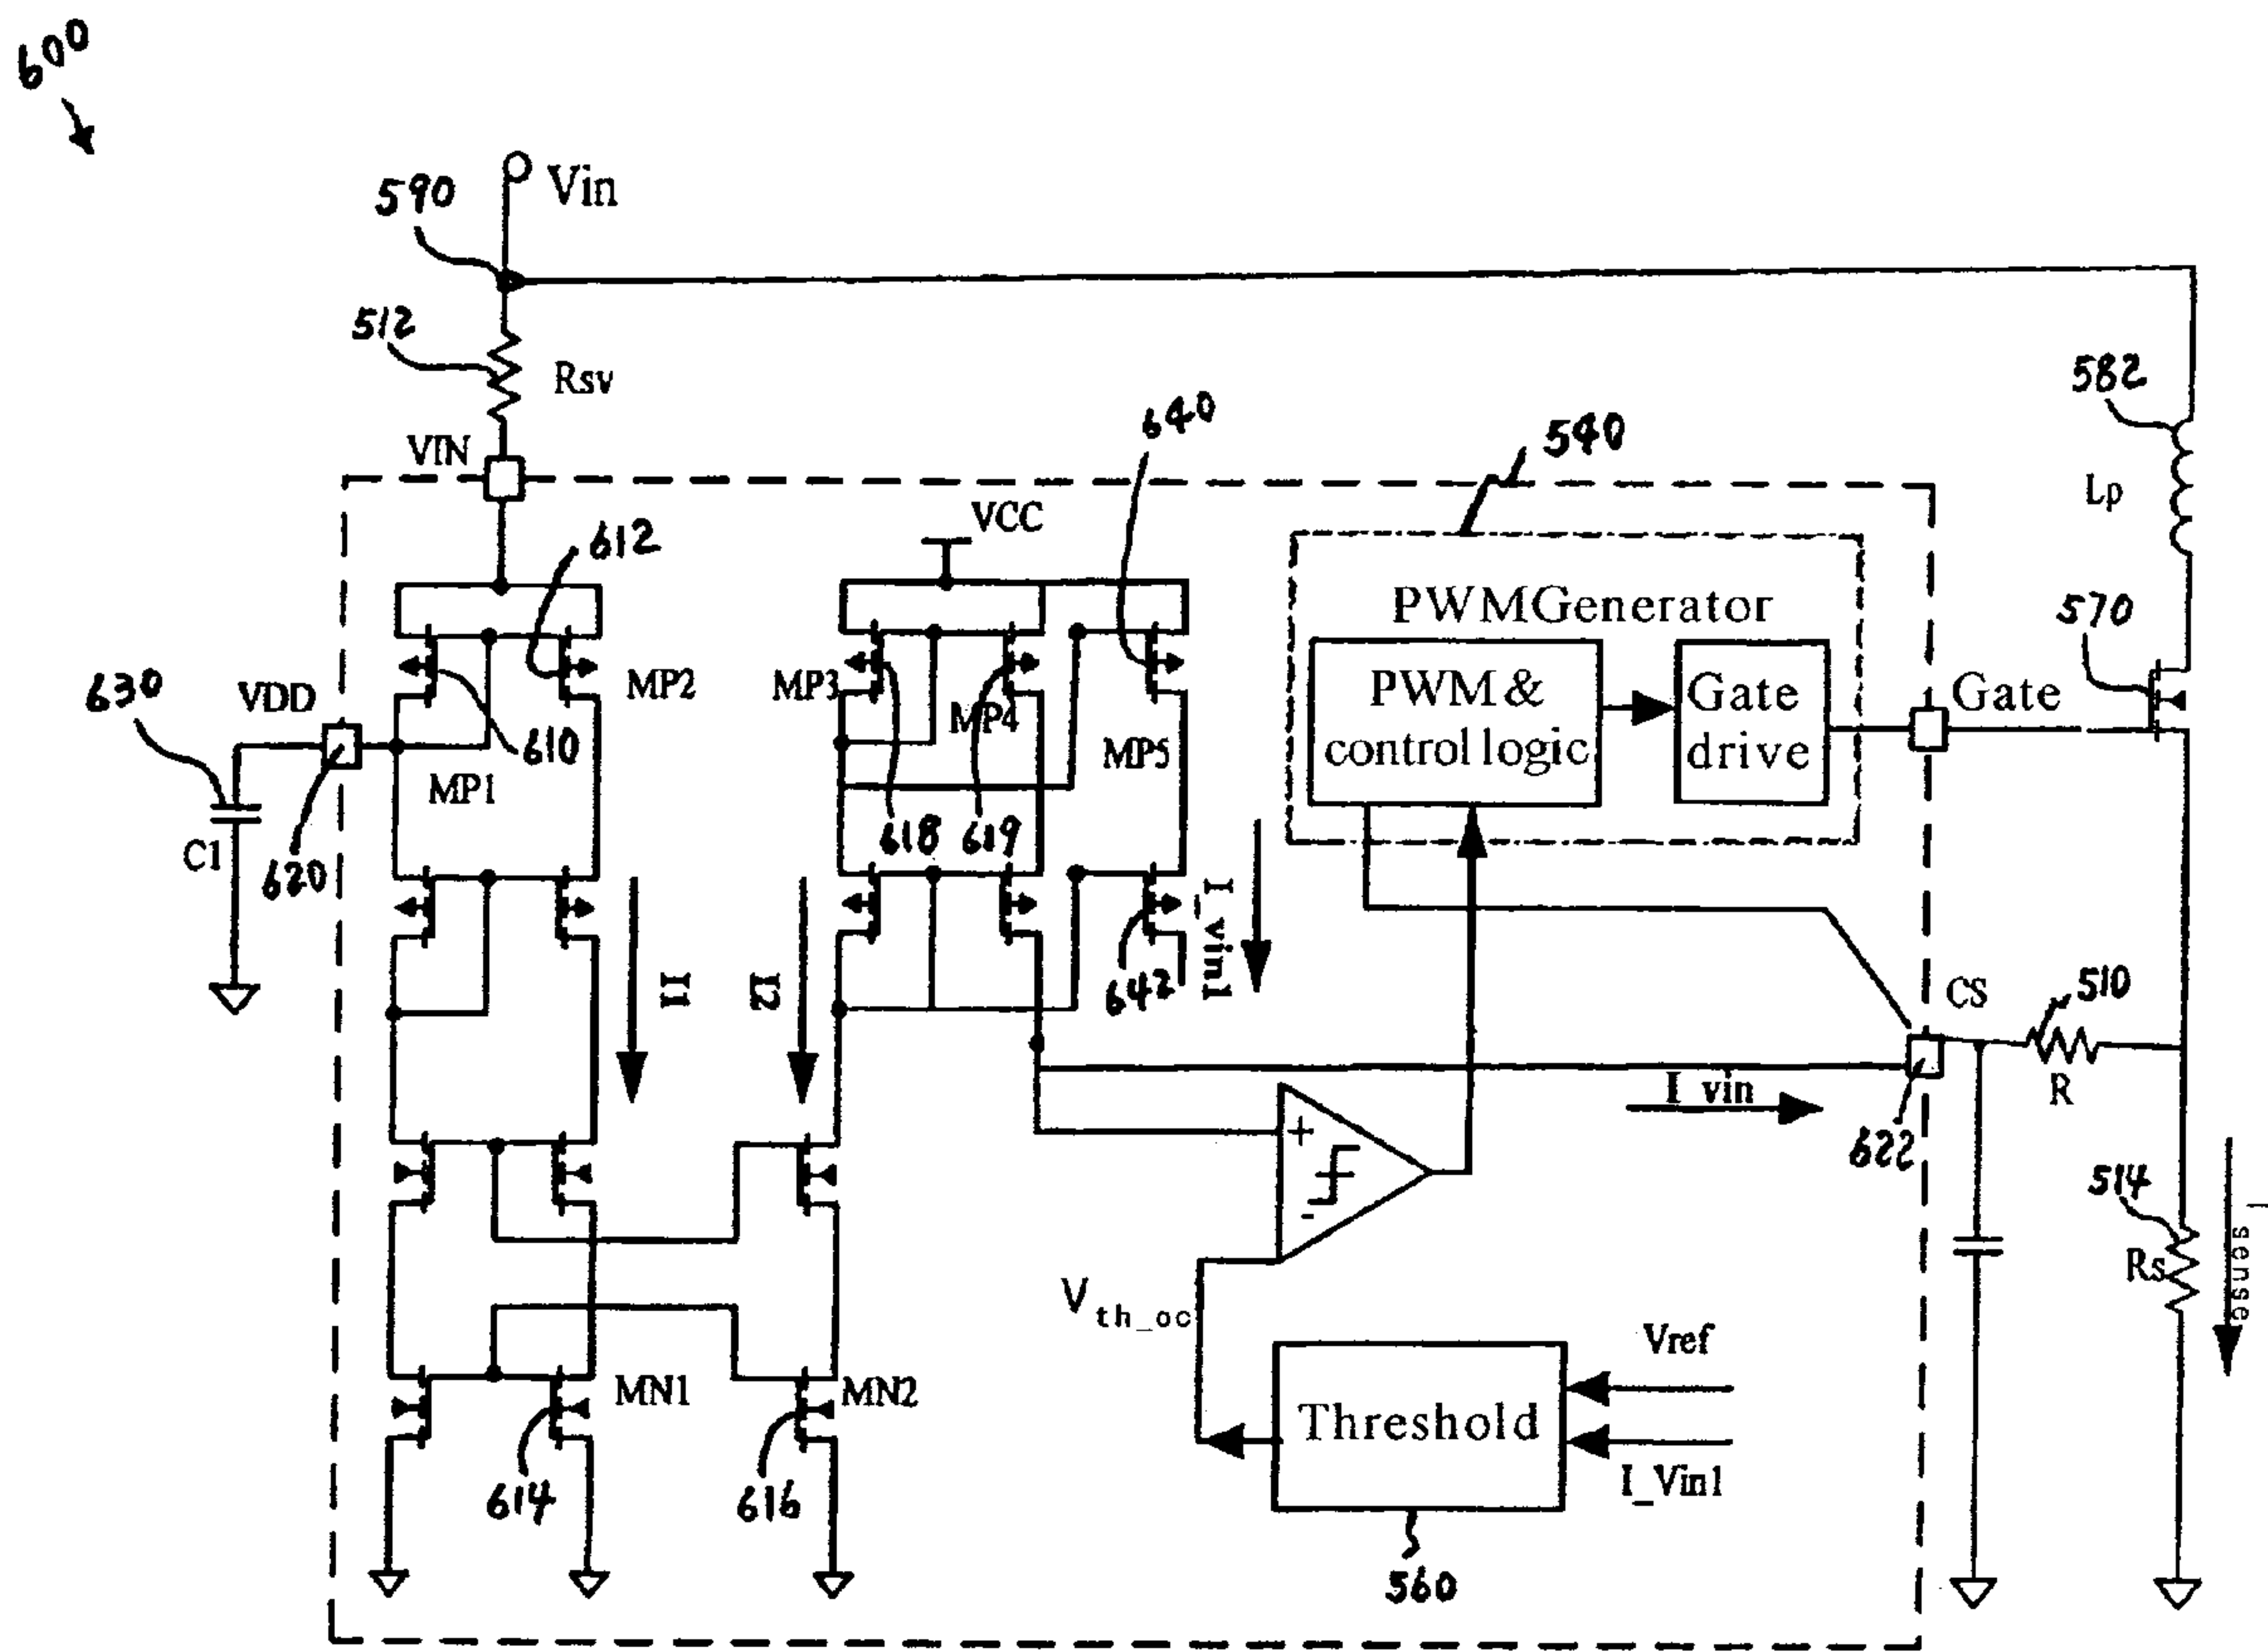 600
590
Vin
512
Rsv
VIN
582
Lp
640
540
VCC
612
PWMGenerator
570
630
VDD
MP2
MP3
MP4
MP5
PWM &
control logic
Gate
drive
Gate
610
MP1
C1
620
618
619
I1
I2
I_vin1
642
CS
510
R
I_vin
622
+
-
514
Rs
I_sense
Vth_oc
Vref
Threshold
I_Vin1
MN1
MN2
614
616
560